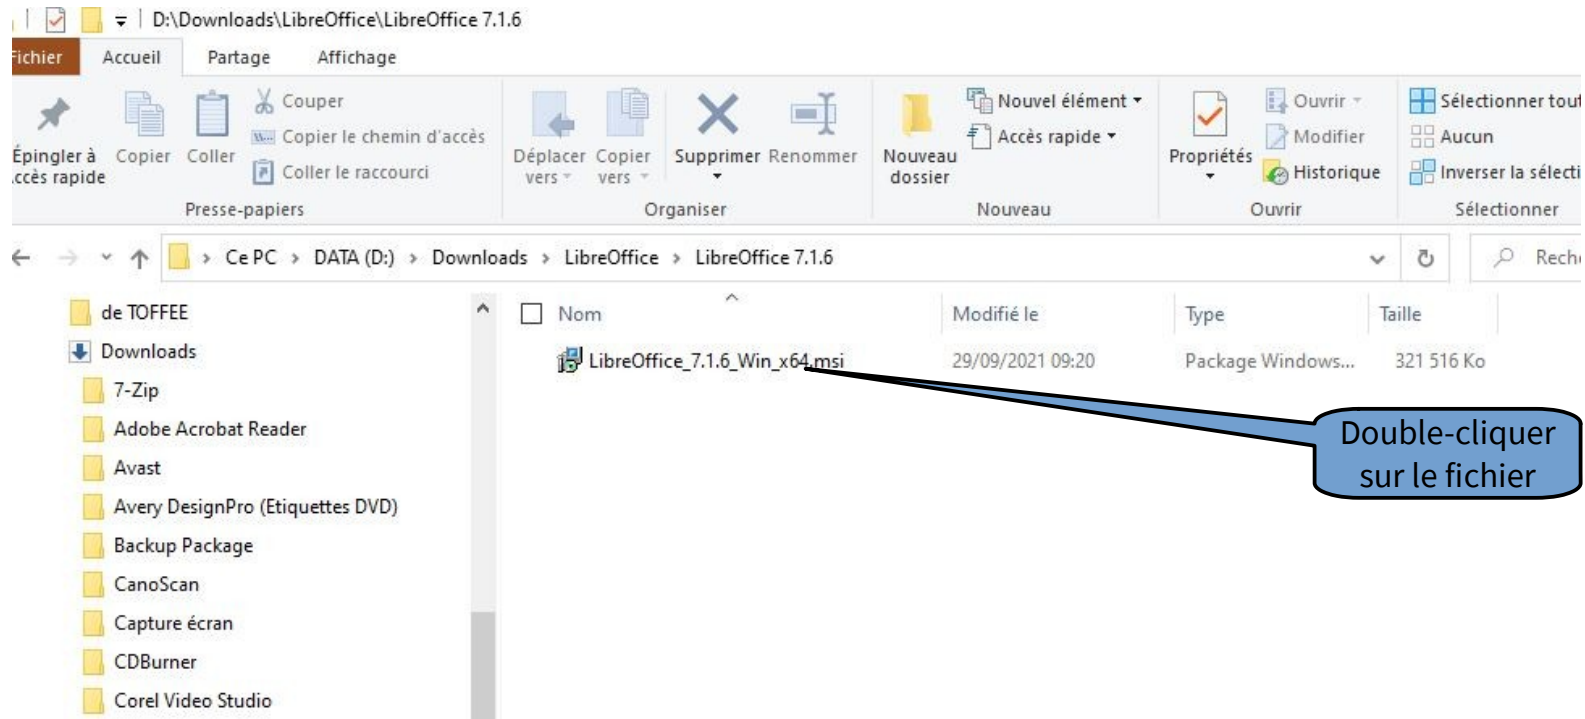 D:\Downloads\LibreOffice\LibreOffice 7.1.6
Fichier Accueil Partage Affichage
Épingler à
ccès rapide
Copier
Coller
Couper
Copier le chemin d'accès
Coller le raccourci
Presse-papiers
Déplacer
vers
Copier
vers
Supprimer
Renommer
Organiser
Nouveau
dossier
Nouvel élément
Accès rapide
Nouveau
Propriétés
Ouvrir
Modifier
Historique
Ouvrir
Sélectionner tout
Aucun
Inverser la sélecti
Sélectionner
Ce PC > DATA (D:) > Downloads > LibreOffice > LibreOffice 7.1.6
Reche
de TOFFEE
Downloads
7-Zip
Adobe Acrobat Reader
Avast
Avery DesignPro (Etiquettes DVD)
Backup Package
CanoScan
Capture écran
CDBurner
Corel Video Studio
Nom Modifié le Type Taille
LibreOffice_7.1.6_Win_x64.msi 29/09/2021 09:20 Package Windows... 321 516 Ko
Double-cliquer
sur le fichier